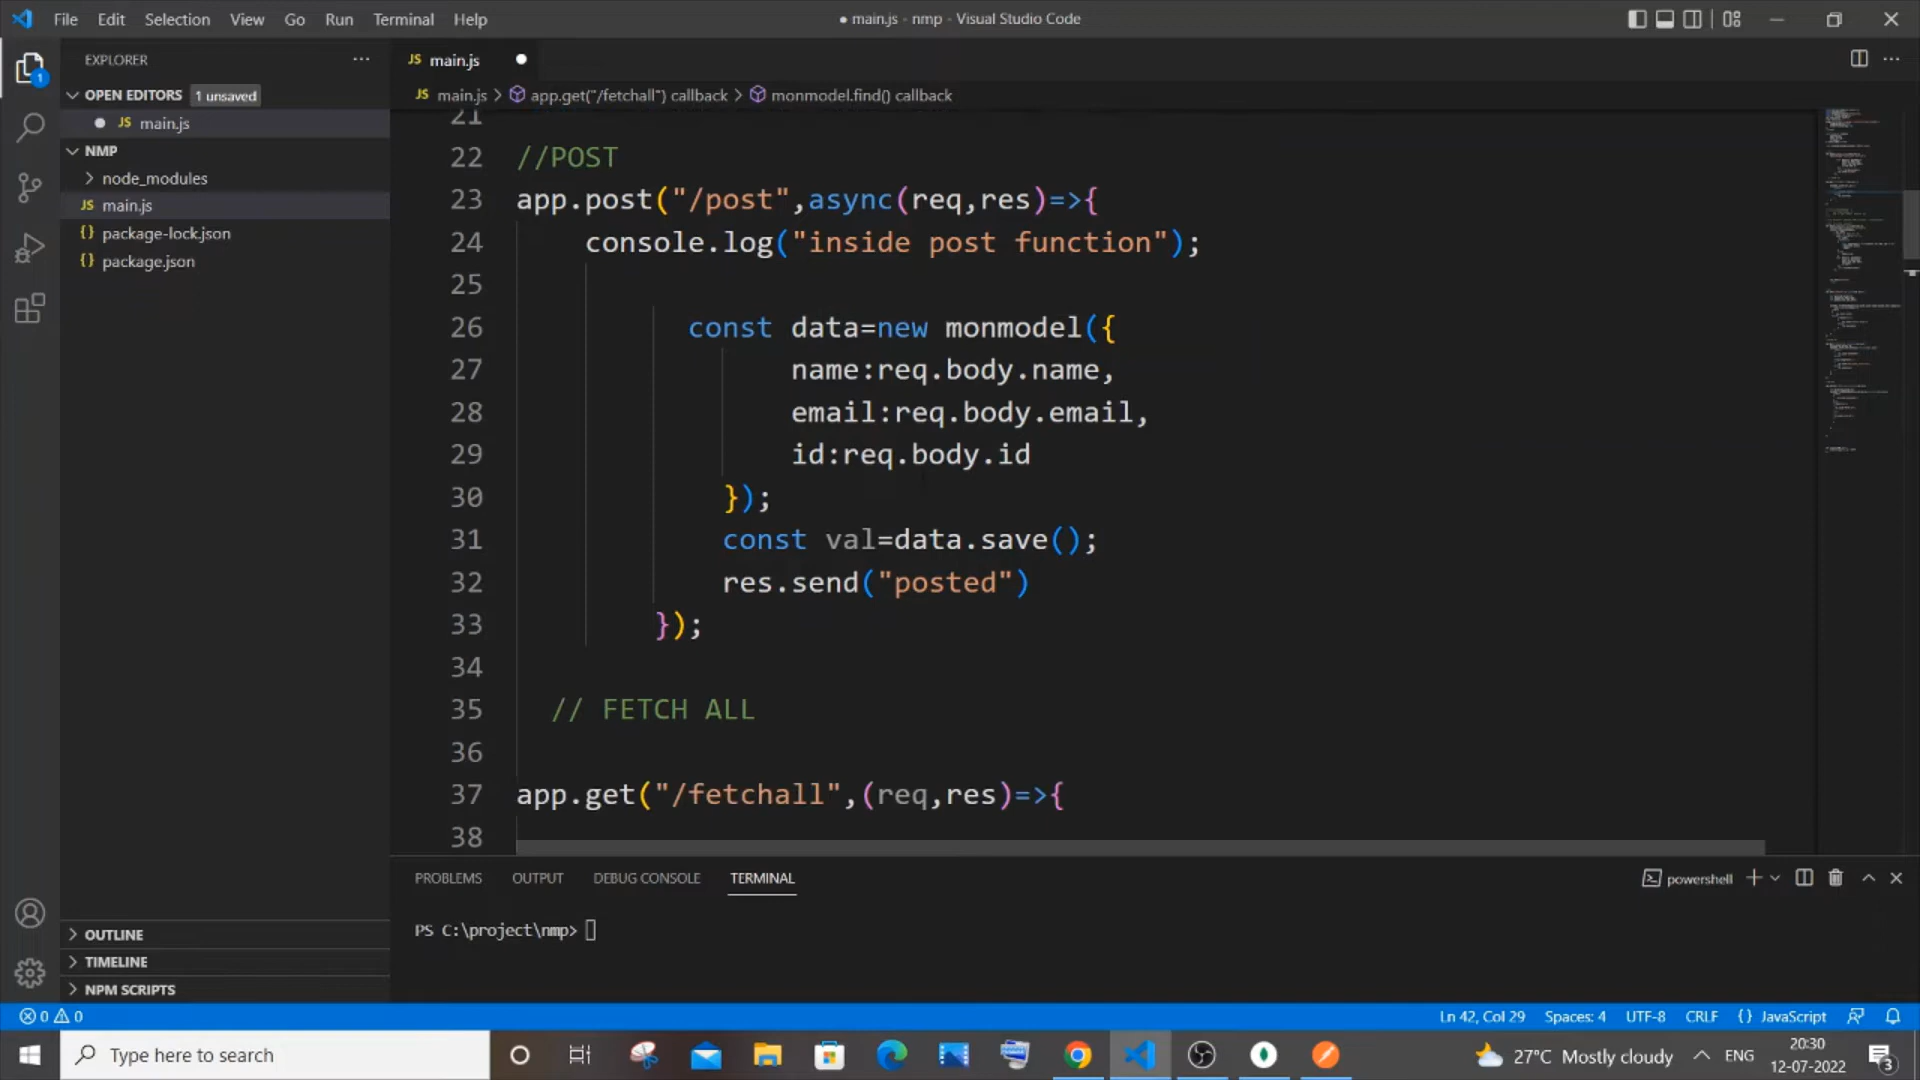 File Edit Selection View Go Run Terminal Help
● main.js - nmp - Visual Studio Code
EXPLORER
OPEN EDITORS 1 unsaved
JS main.js
NMP
node_modules
JS main.js
{} package-lock.json
{} package.json
OUTLINE
TIMELINE
NPM SCRIPTS
JS main.js
JS main.js > app.get("/fetchall") callback > monmodel.find() callback
21
22 //POST
23 app.post("/post",async(req,res)=>{
24 console.log("inside post function");
25
26 const data=new monmodel({
27 name:req.body.name,
28 email:req.body.email,
29 id:req.body.id
30 });
31 const val=data.save();
32 res.send("posted")
33 });
34
35 // FETCH ALL
36
37 app.get("/fetchall",(req,res)=>{
38
PROBLEMS OUTPUT DEBUG CONSOLE TERMINAL
powershell
PS C:\project\nmp>
0 0
Ln 42, Col 29 Spaces: 4 UTF-8 CRLF {} JavaScript
Type here to search
27°C Mostly cloudy
ENG
20:30
12-07-2022
3
1